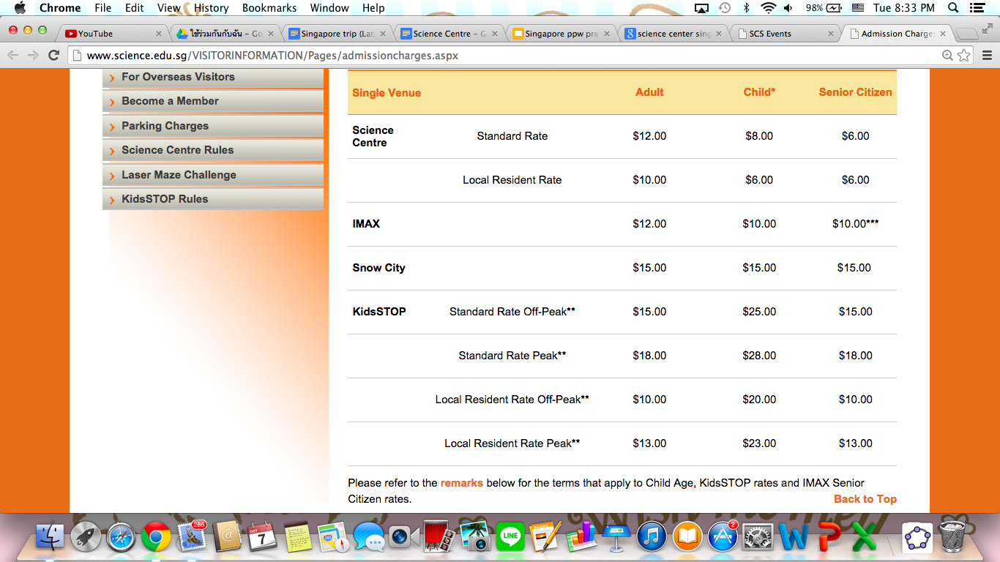 Chrome File Edit View History Bookmarks Window Help 98% Tue 8:33 PM
YouTube ใช้ร่วมกันกับฉัน – Go Singapore trip (Lat Science Centre – G Singapore ppw pre science center sing SCS Events Admission Charges
www.science.edu.sg/VISITORINFORMATION/Pages/admissioncharges.aspx
For Overseas Visitors
Become a Member
Parking Charges
Science Centre Rules
Laser Maze Challenge
KidsSTOP Rules
Single Venue Adult Child* Senior Citizen
Science
Centre Standard Rate $12.00 $8.00 $6.00
Local Resident Rate $10.00 $6.00 $6.00
IMAX $12.00 $10.00 $10.00***
Snow City $15.00 $15.00 $15.00
KidsSTOP Standard Rate Off-Peak** $15.00 $25.00 $15.00
Standard Rate Peak** $18.00 $28.00 $18.00
Local Resident Rate Off-Peak** $10.00 $20.00 $10.00
Local Resident Rate Peak** $13.00 $23.00 $13.00
Please refer to the remarks below for the terms that apply to Child Age, KidsSTOP rates and IMAX Senior
Citizen rates. Back to Top
286 OCT 7 LINE PAGES 2 W P X